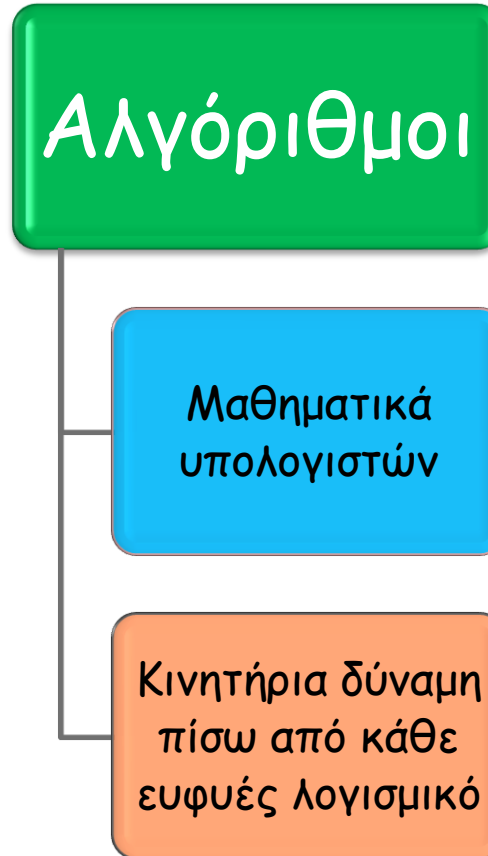 Αλγόριθμοι
Μαθηματικά
υπολογιστών
Κινητήρια δύναμη
πίσω από κάθε
ευφυές λογισμικό